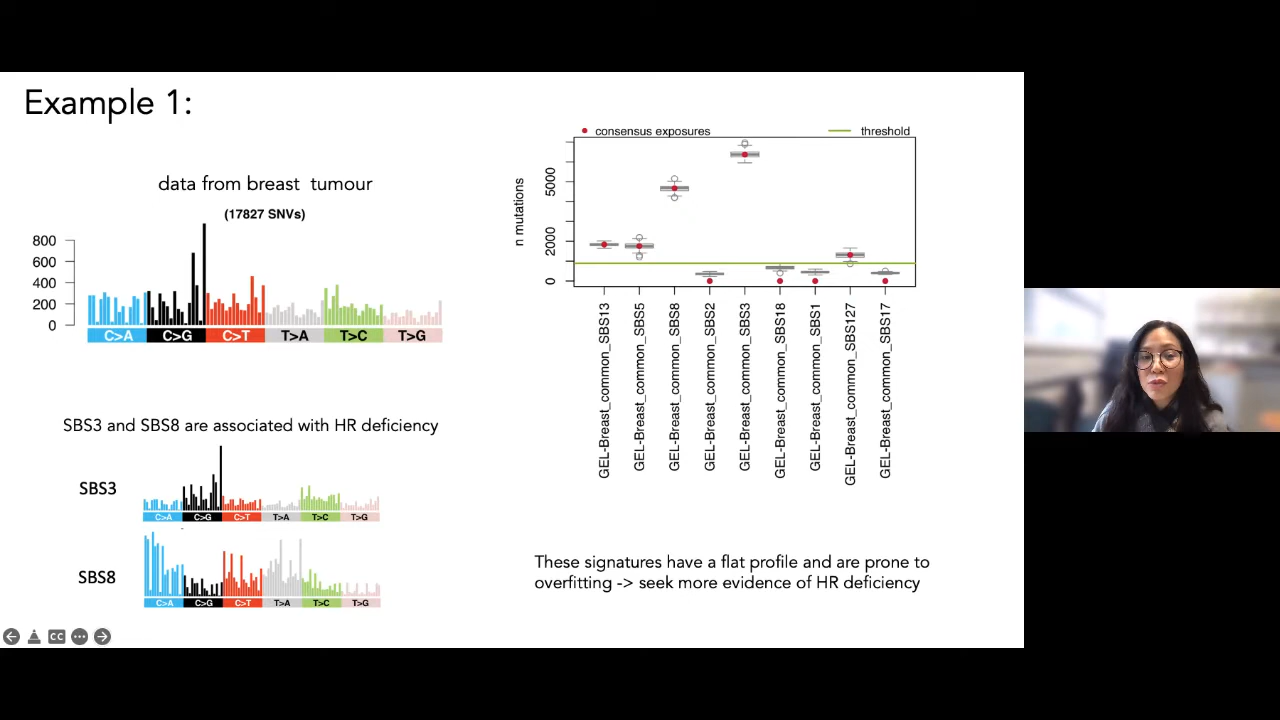 Example 1:
data from breast tumour
(17827 SNVs)
800
600
400
200
0
C>A C>G C>T T>A T>C T>G
SBS3 and SBS8 are associated with HR deficiency
SBS3
C>A C>G C>T T>A T>C T>G
SBS8
C>A C>G C>T T>A T>C T>G
consensus exposures
threshold
n mutations
5000
2000
0
GEL-Breast_common_SBS13
GEL-Breast_common_SBS5
GEL-Breast_common_SBS8
GEL-Breast_common_SBS2
GEL-Breast_common_SBS3
GEL-Breast_common_SBS18
GEL-Breast_common_SBS1
GEL-Breast_common_SBS127
GEL-Breast_common_SBS17
These signatures have a flat profile and are prone to
overfitting -> seek more evidence of HR deficiency
CC